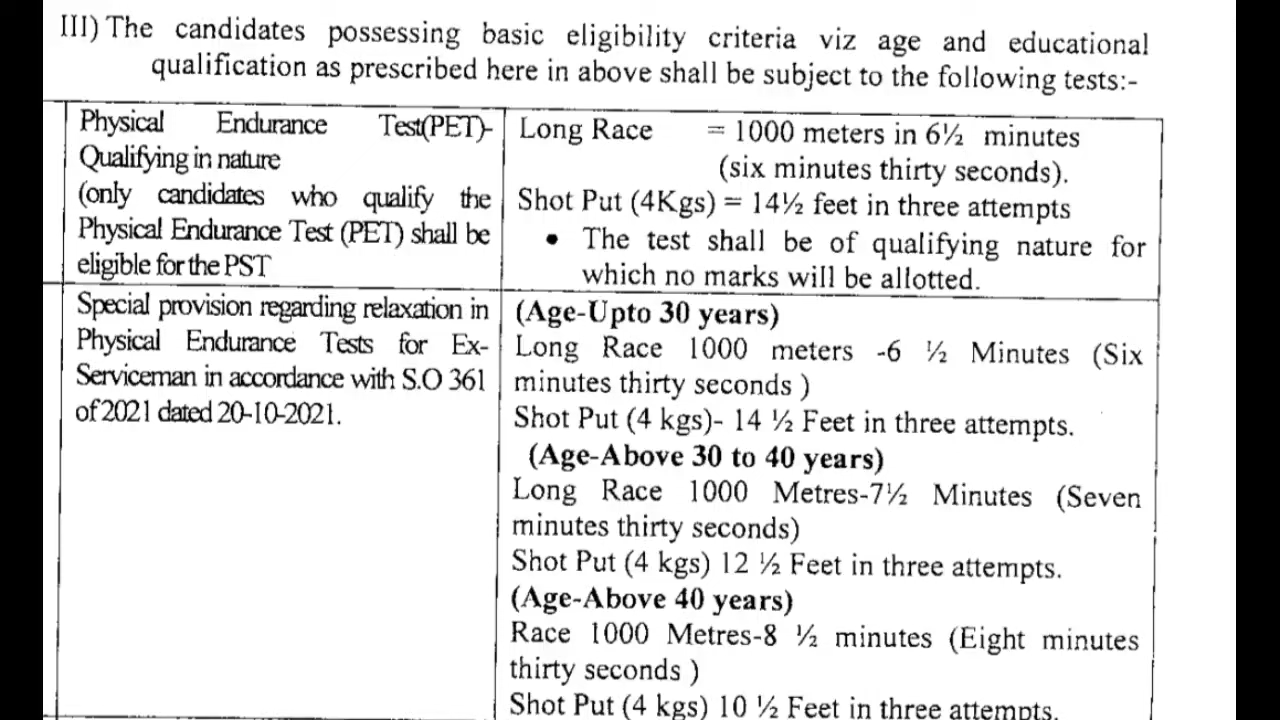 III) The candidates possessing basic eligibility criteria viz age and educational
qualification as prescribed here in above shall be subject to the following tests:-
Physical Endurance Test(PET)-
Qualifying in nature
(only candidates who qualify the
Physical Endurance Test (PET) shall be
eligible for the PST
Long Race = 1000 meters in 6½ minutes
(six minutes thirty seconds).
Shot Put (4Kgs) = 14½ feet in three attempts
• The test shall be of qualifying nature for
which no marks will be allotted.
Special provision regarding relaxation in
Physical Endurance Tests for Ex-
Serviceman in accordance with S.O 361
of 2021 dated 20-10-2021.
(Age-Upto 30 years)
Long Race 1000 meters -6 ½ Minutes (Six
minutes thirty seconds )
Shot Put (4 kgs)- 14 ½ Feet in three attempts.
(Age-Above 30 to 40 years)
Long Race 1000 Metres-7½ Minutes (Seven
minutes thirty seconds)
Shot Put (4 kgs) 12 ½ Feet in three attempts.
(Age-Above 40 years)
Race 1000 Metres-8 ½ minutes (Eight minutes
thirty seconds )
Shot Put (4 kgs) 10 ½ Feet in three attempts.